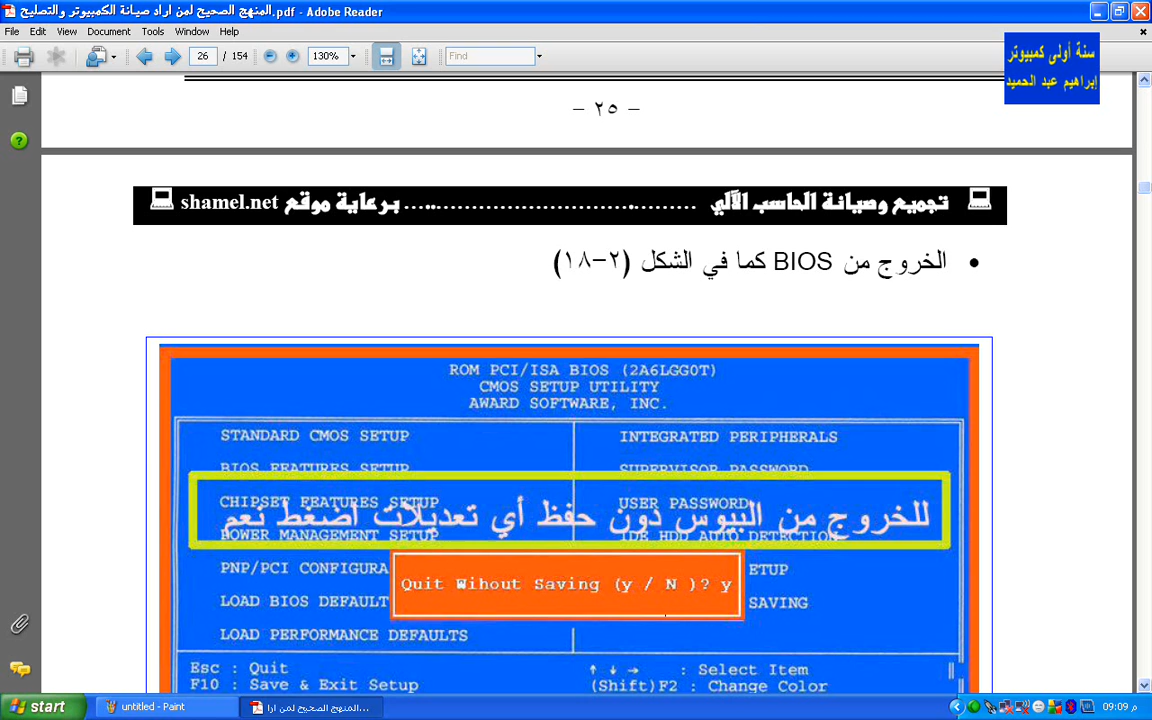 المنهج الصحيح لمن اراد صيانة الكمبيوتر والتصليح.pdf - Adobe Reader
File Edit View Document Tools Window Help
26 / 154 130% Find
سنة أولى كمبيوتر
إبراهيم عبد الحميد
– ٢٥ –
تجميع وصيانة الحاسب الآلي ................................... برعاية موقع shamel.net
• الخروج من BIOS كما في الشكل (٢-١٨)
ROM PCI/ISA BIOS (2A6LGG0T)
CMOS SETUP UTILITY
AWARD SOFTWARE, INC.
STANDARD CMOS SETUP INTEGRATED PERIPHERALS
BIOS FEATURES SETUP SUPERVISOR PASSWORD
CHIPSET FEATURES SETUP USER PASSWORD
للخروج من البيوس دون حفظ أي تعديلات اضغط نعم
POWER MANAGEMENT SETUP IDE HDD AUTO DETECTION
PNP/PCI CONFIGURA ETUP
Quit Wihout Saving (y / N )? y
LOAD BIOS DEFAULT SAVING
LOAD PERFORMANCE DEFAULTS
Esc : Quit ↑ ↓ → : Select Item
F10 : Save & Exit Setup (Shift)F2 : Change Color
start untitled - Paint المنهج الصحيح لمن ارا... 09:09 م